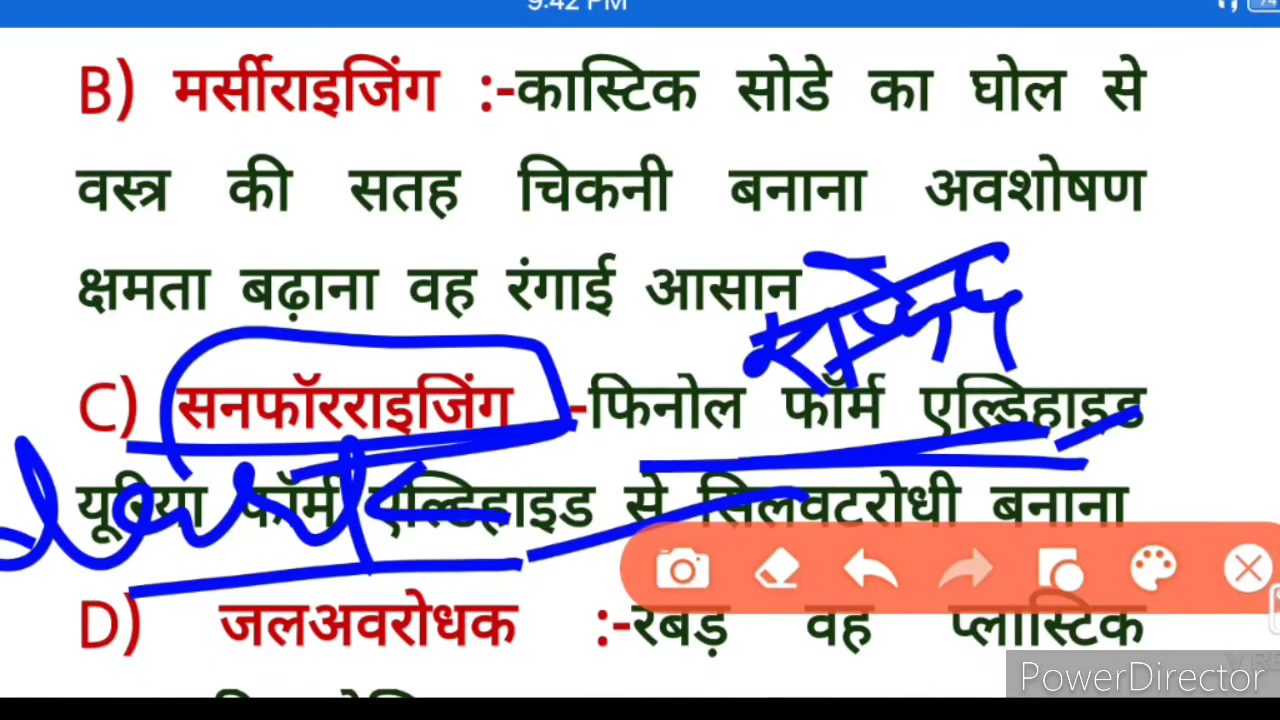 9:42 PM
B) मर्सीराइजिंग :-कास्टिक सोडे का घोल से
वस्त्र की सतह चिकनी बनाना अवशोषण
क्षमता बढ़ाना वह रंगाई आसान
C) सनफॉरराइजिंग -फिनोल फॉर्म एल्डिहाइड
यूरिया फॉर्म एल्डिहाइड से सिलवटरोधी बनाना
D) जलअवरोधक :-रबड़ वह प्लास्टिक
PowerDirector